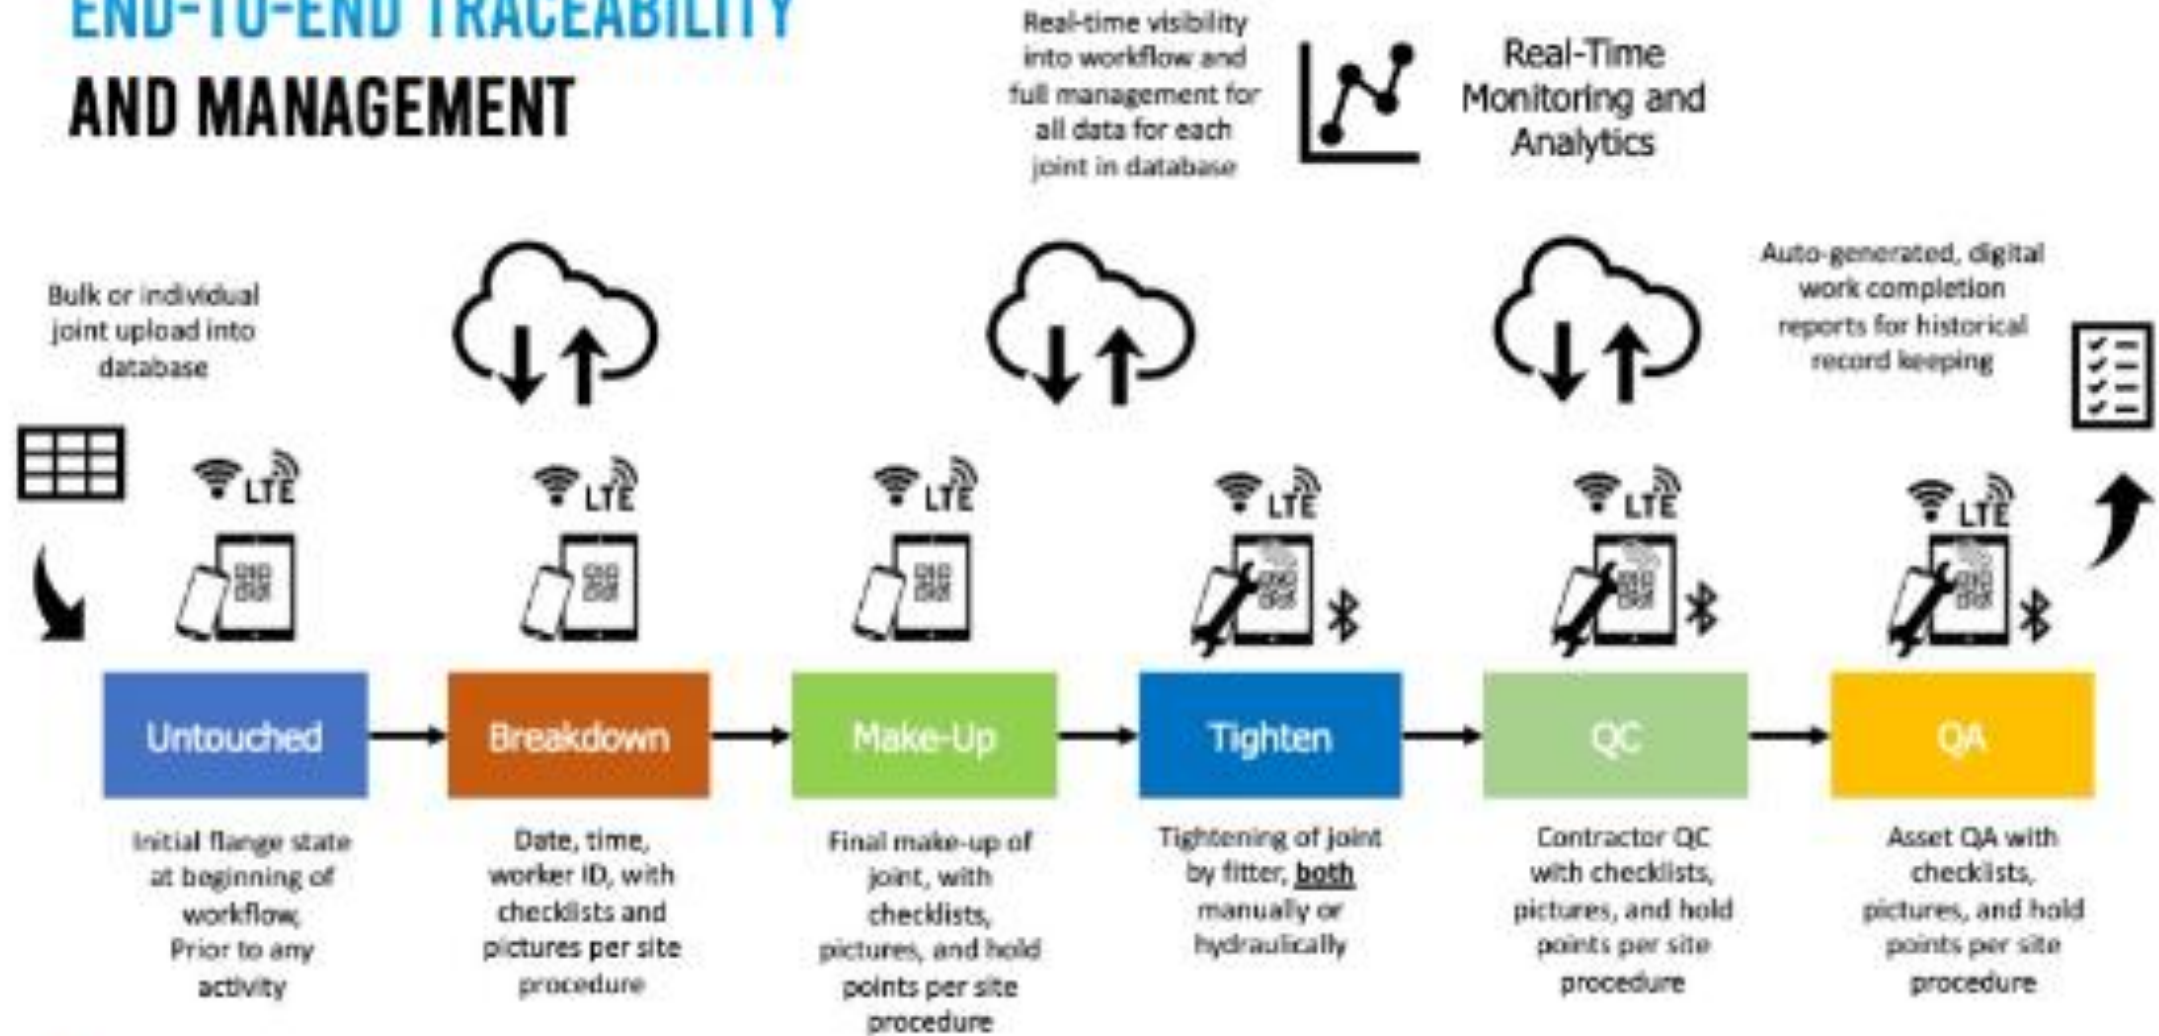 END-TO-END TRACEABILITY
AND MANAGEMENT
Real-time visibility
into workflow and
full management for
all data for each
joint in database
Real-Time
Monitoring and
Analytics
Bulk or individual
joint upload into
database
Auto-generated, digital
work completion
reports for historical
record keeping
LTE
LTE
LTE
LTE
LTE
LTE
Untouched
Breakdown
Make-Up
Tighten
QC
QA
Initial flange state
at beginning of
workflow,
Prior to any
activity
Date, time,
worker ID, with
checklists and
pictures per site
procedure
Final make-up of
joint, with
checklists,
pictures, and hold
points per site
procedure
Tightening of joint
by fitter, both
manually or
hydraulically
Contractor QC
with checklists,
pictures, and hold
points per site
procedure
Asset QA with
checklists,
pictures, and hold
points per site
procedure